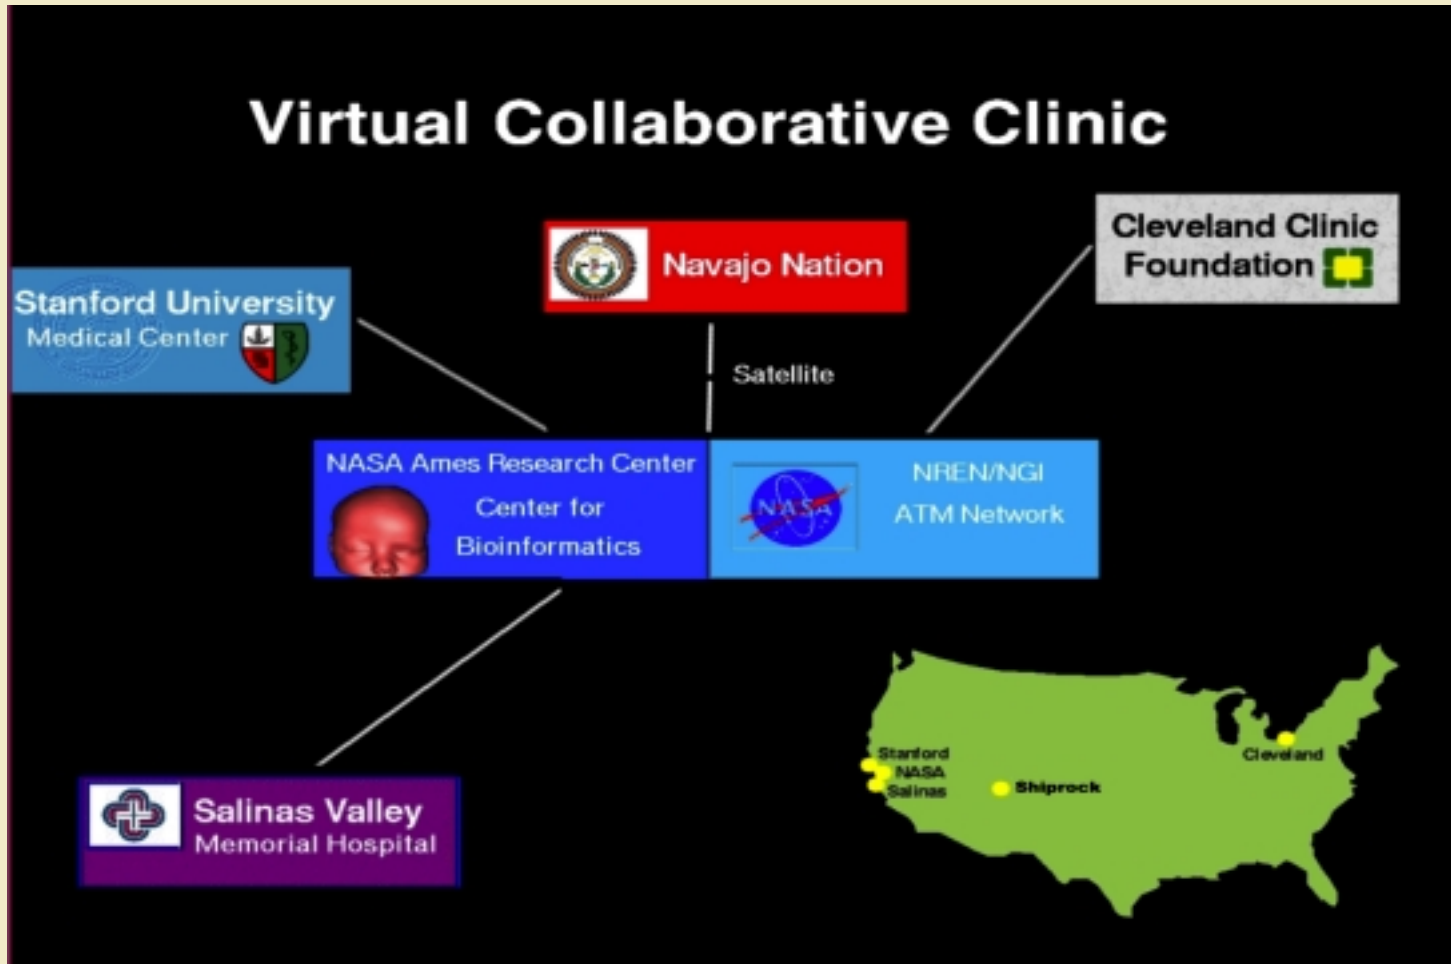 Virtual Collaborative Clinic
Navajo Nation
Cleveland Clinic
Foundation
Stanford University
Medical Center
Satellite
NASA Ames Research Center
Center for
Bioinformatics
NASA
NREN/NGI
ATM Network
Salinas Valley
Memorial Hospital
Stanford
NASA
Salinas
Shiprock
Cleveland